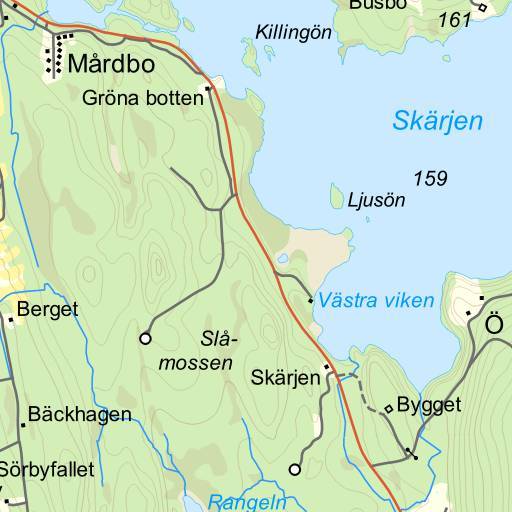 Busbo
161
Killingön
Mårdbo
Gröna botten
Skärjen
159
Ljusön
Västra viken
Berget
Ö
Slå-
mossen
Skärjen
Bygget
Bäckhagen
Sörbyfallet
Rangeln